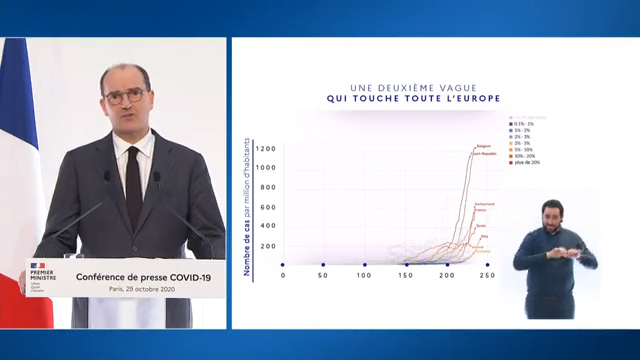 UNE DEUXIÈME VAGUE
QUI TOUCHE TOUTE L'EUROPE
Nombre de cas par million d'habitants
1200
1000
800
600
400
200
0
50
100
150
200
250
Belgium
Czech Republic
Switzerland
France
Spain
Italy
0.1% - 1%
1% - 2%
2% - 3%
3% - 5%
5% - 10%
10% - 20%
plus de 20%
PREMIER
MINISTRE
Conférence de presse COVID-19
Paris, 29 octobre 2020